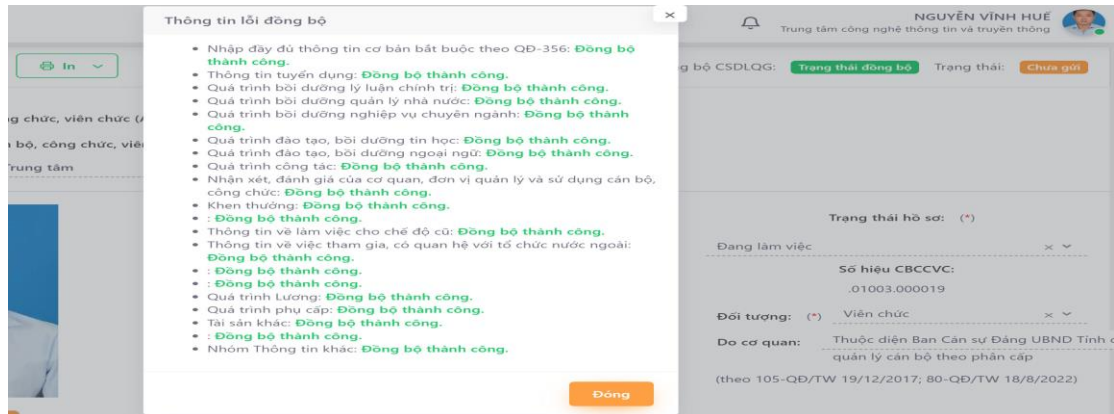 Thông tin lỗi đồng bộ
×
NGUYỄN VĨNH HUẾ
Trung tâm công nghệ thông tin và truyền thông
In
g bộ CSDLQG: Trạng thái đồng bộ Trạng thái: Chưa gửi
• Nhập đầy đủ thông tin cơ bản bắt buộc theo QĐ-356: Đồng bộ
thành công.
• Thông tin tuyển dụng: Đồng bộ thành công.
• Quá trình bồi dưỡng lý luận chính trị: Đồng bộ thành công.
• Quá trình bồi dưỡng quản lý nhà nước: Đồng bộ thành công.
• Quá trình bồi dưỡng nghiệp vụ chuyên ngành: Đồng bộ thành
công.
• Quá trình đào tạo, bồi dưỡng tin học: Đồng bộ thành công.
• Quá trình đào tạo, bồi dưỡng ngoại ngữ: Đồng bộ thành công.
• Quá trình công tác: Đồng bộ thành công.
• Nhận xét, đánh giá của cơ quan, đơn vị quản lý và sử dụng cán bộ,
công chức: Đồng bộ thành công.
• Khen thưởng: Đồng bộ thành công.
• : Đồng bộ thành công.
• Thông tin về làm việc cho chế độ cũ: Đồng bộ thành công.
• Thông tin về việc tham gia, có quan hệ với tổ chức nước ngoài:
Đồng bộ thành công.
• : Đồng bộ thành công.
• : Đồng bộ thành công.
• Quá trình Lương: Đồng bộ thành công.
• Quá trình phụ cấp: Đồng bộ thành công.
• Tài sản khác: Đồng bộ thành công.
• : Đồng bộ thành công.
• Nhóm Thông tin khác: Đồng bộ thành công.
Đóng
g chức, viên chức (
bộ, công chức, viê
Trung tâm
Trạng thái hồ sơ: (*)
Đang làm việc
Số hiệu CBCCVC:
.01003.000019
Đối tượng: (*) Viên chức
Do cơ quan: Thuộc diện Ban Cán sự Đảng UBND Tỉnh
quản lý cán bộ theo phân cấp
(theo 105-QĐ/TW 19/12/2017; 80-QĐ/TW 18/8/2022)